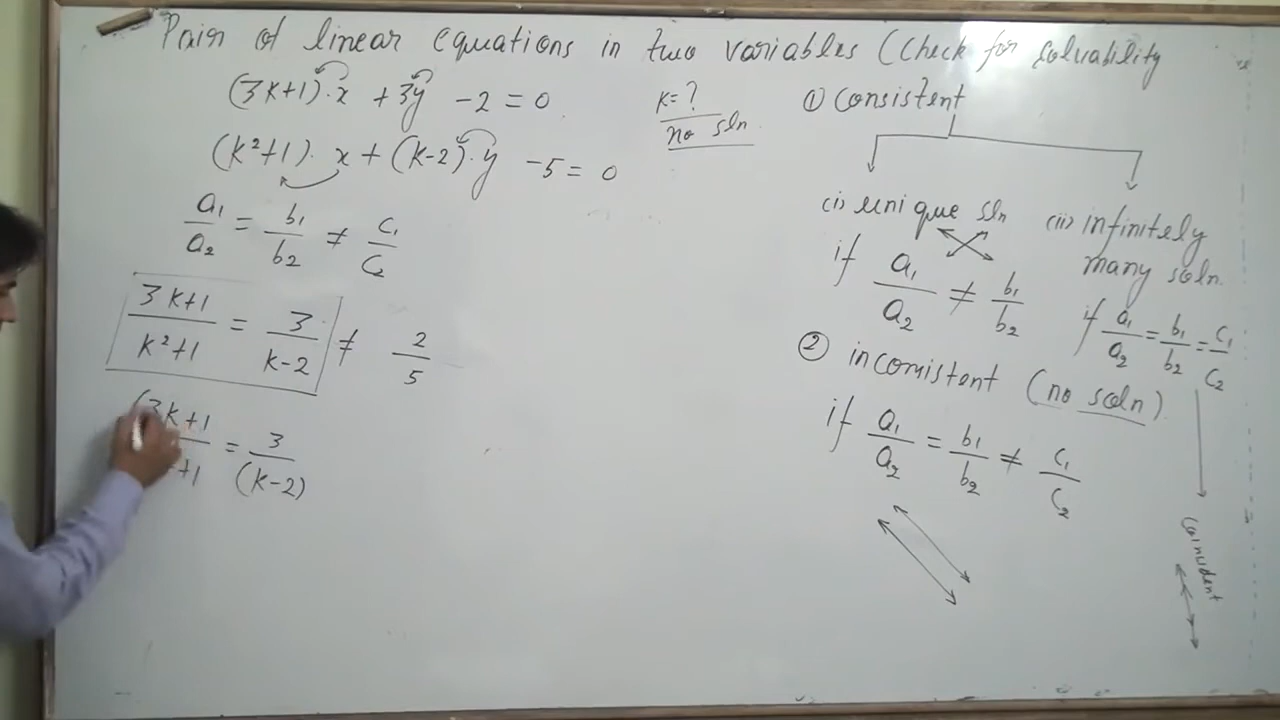 Pair of linear equations in two variables (Check for solvability
(3k+1)·x + 3y - 2 = 0
(k²+1)·x + (k-2)·y - 5 = 0
k = ?
no sln
a₁/a₂ = b₁/b₂ ≠ c₁/c₂
3k+1/k²+1 = 3/k-2 ≠ 2/5
(3k+1/+1 = 3/(k-2)
① Consistent
(i) unique sln
if a₁/a₂ ≠ b₁/b₂
(ii) infinitely
many soln.
if a₁/a₂ = b₁/b₂ = c₁/c₂
② inconsistent (no soln)
if a₁/a₂ = b₁/b₂ ≠ c₁/c₂
Coincident